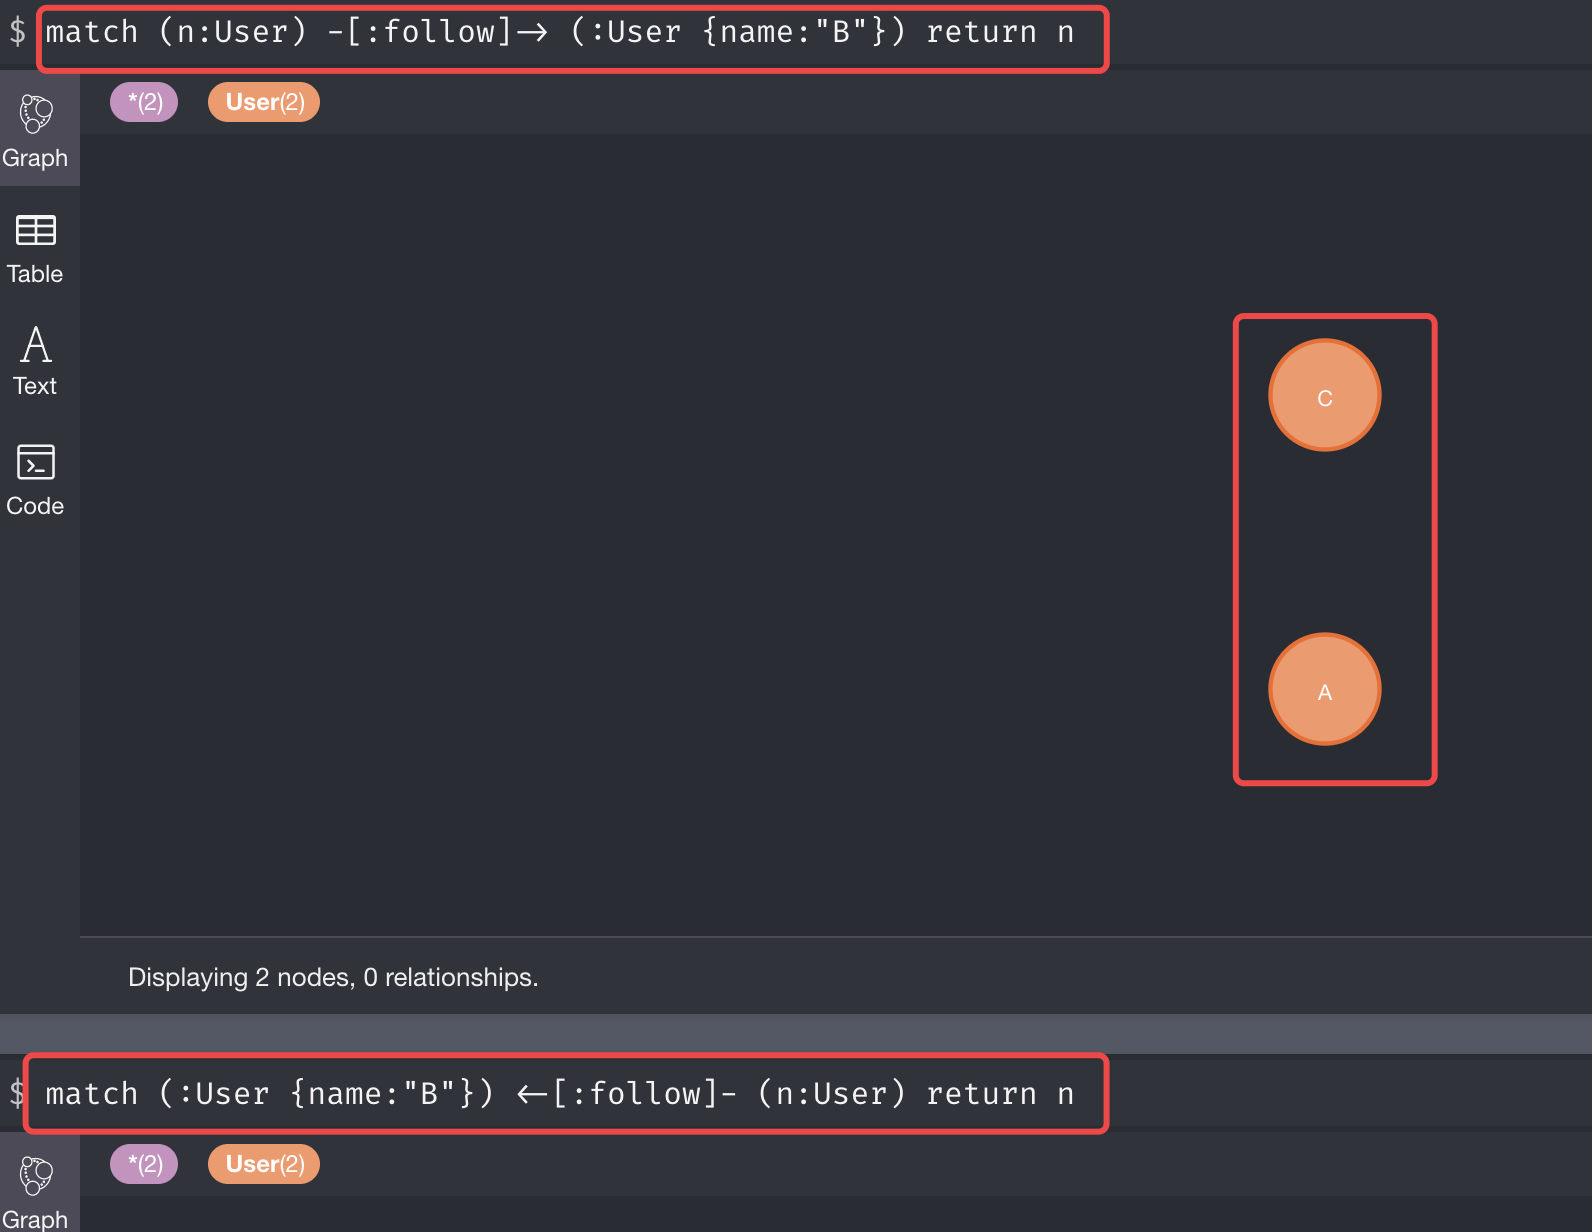 $ match (n:User) -[:follow]-> (:User {name:"B"}) return n
*(2) User(2)
Graph
Table
A
Text
Code
C
A
Displaying 2 nodes, 0 relationships.
$ match (:User {name:"B"}) <-[:follow]- (n:User) return n
*(2) User(2)
Graph